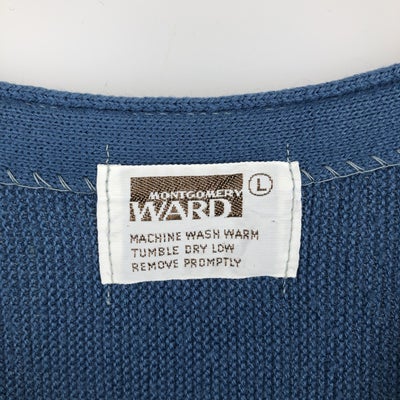 MONTGOMERY
WARD
L
MACHINE WASH WARM
TUMBLE DRY LOW
REMOVE PROMPTLY